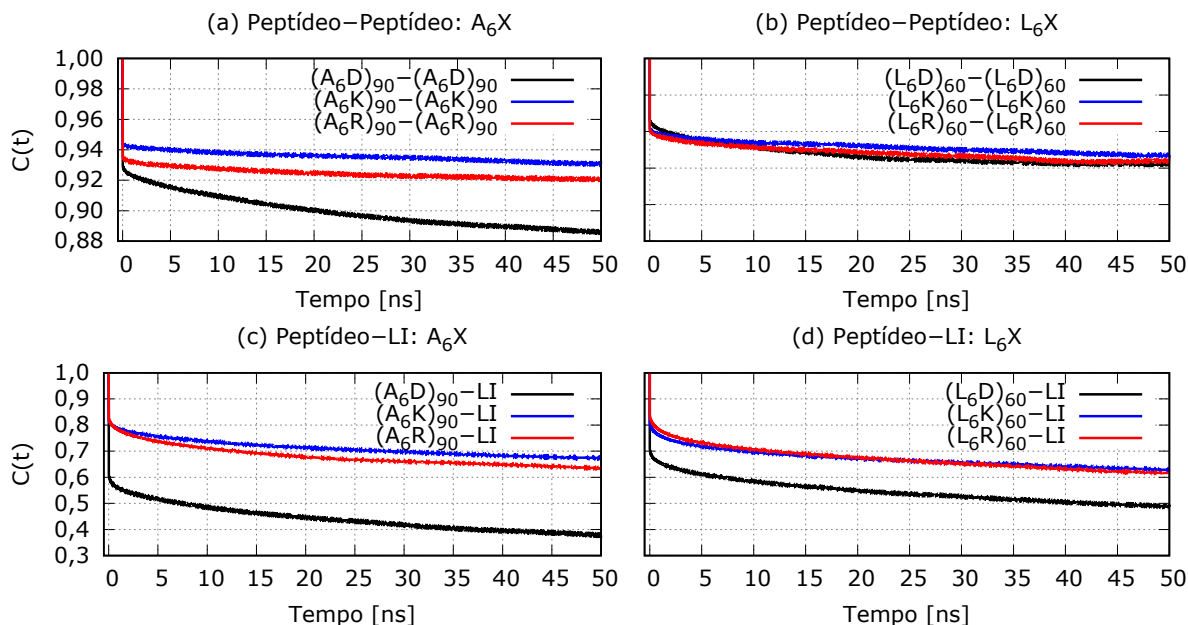 (a) Peptídeo−Peptídeo: A6X
1,00
0,98
0,96
0,94
0,92
0,90
0,88
C(t)
(A6D)90−(A6D)90
(A6K)90−(A6K)90
(A6R)90−(A6R)90
0 5 10 15 20 25 30 35 40 45 50
Tempo [ns]
(b) Peptídeo−Peptídeo: L6X
(L6D)60−(L6D)60
(L6K)60−(L6K)60
(L6R)60−(L6R)60
0 5 10 15 20 25 30 35 40 45 50
Tempo [ns]
(c) Peptídeo−LI: A6X
1,0
0,9
0,8
0,7
0,6
0,5
0,4
0,3
C(t)
(A6D)90−LI
(A6K)90−LI
(A6R)90−LI
0 5 10 15 20 25 30 35 40 45 50
Tempo [ns]
(d) Peptídeo−LI: L6X
(L6D)60−LI
(L6K)60−LI
(L6R)60−LI
0 5 10 15 20 25 30 35 40 45 50
Tempo [ns]